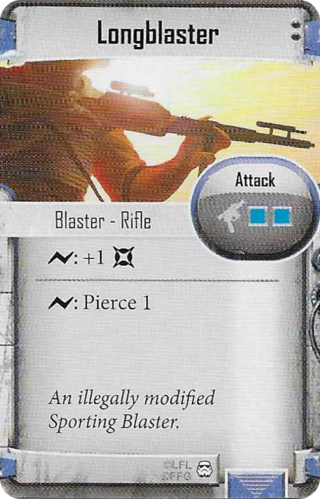 Longblaster
Attack
Blaster - Rifle
: +1
: Pierce 1
An illegally modified
Sporting Blaster.
©LFL
©FFG